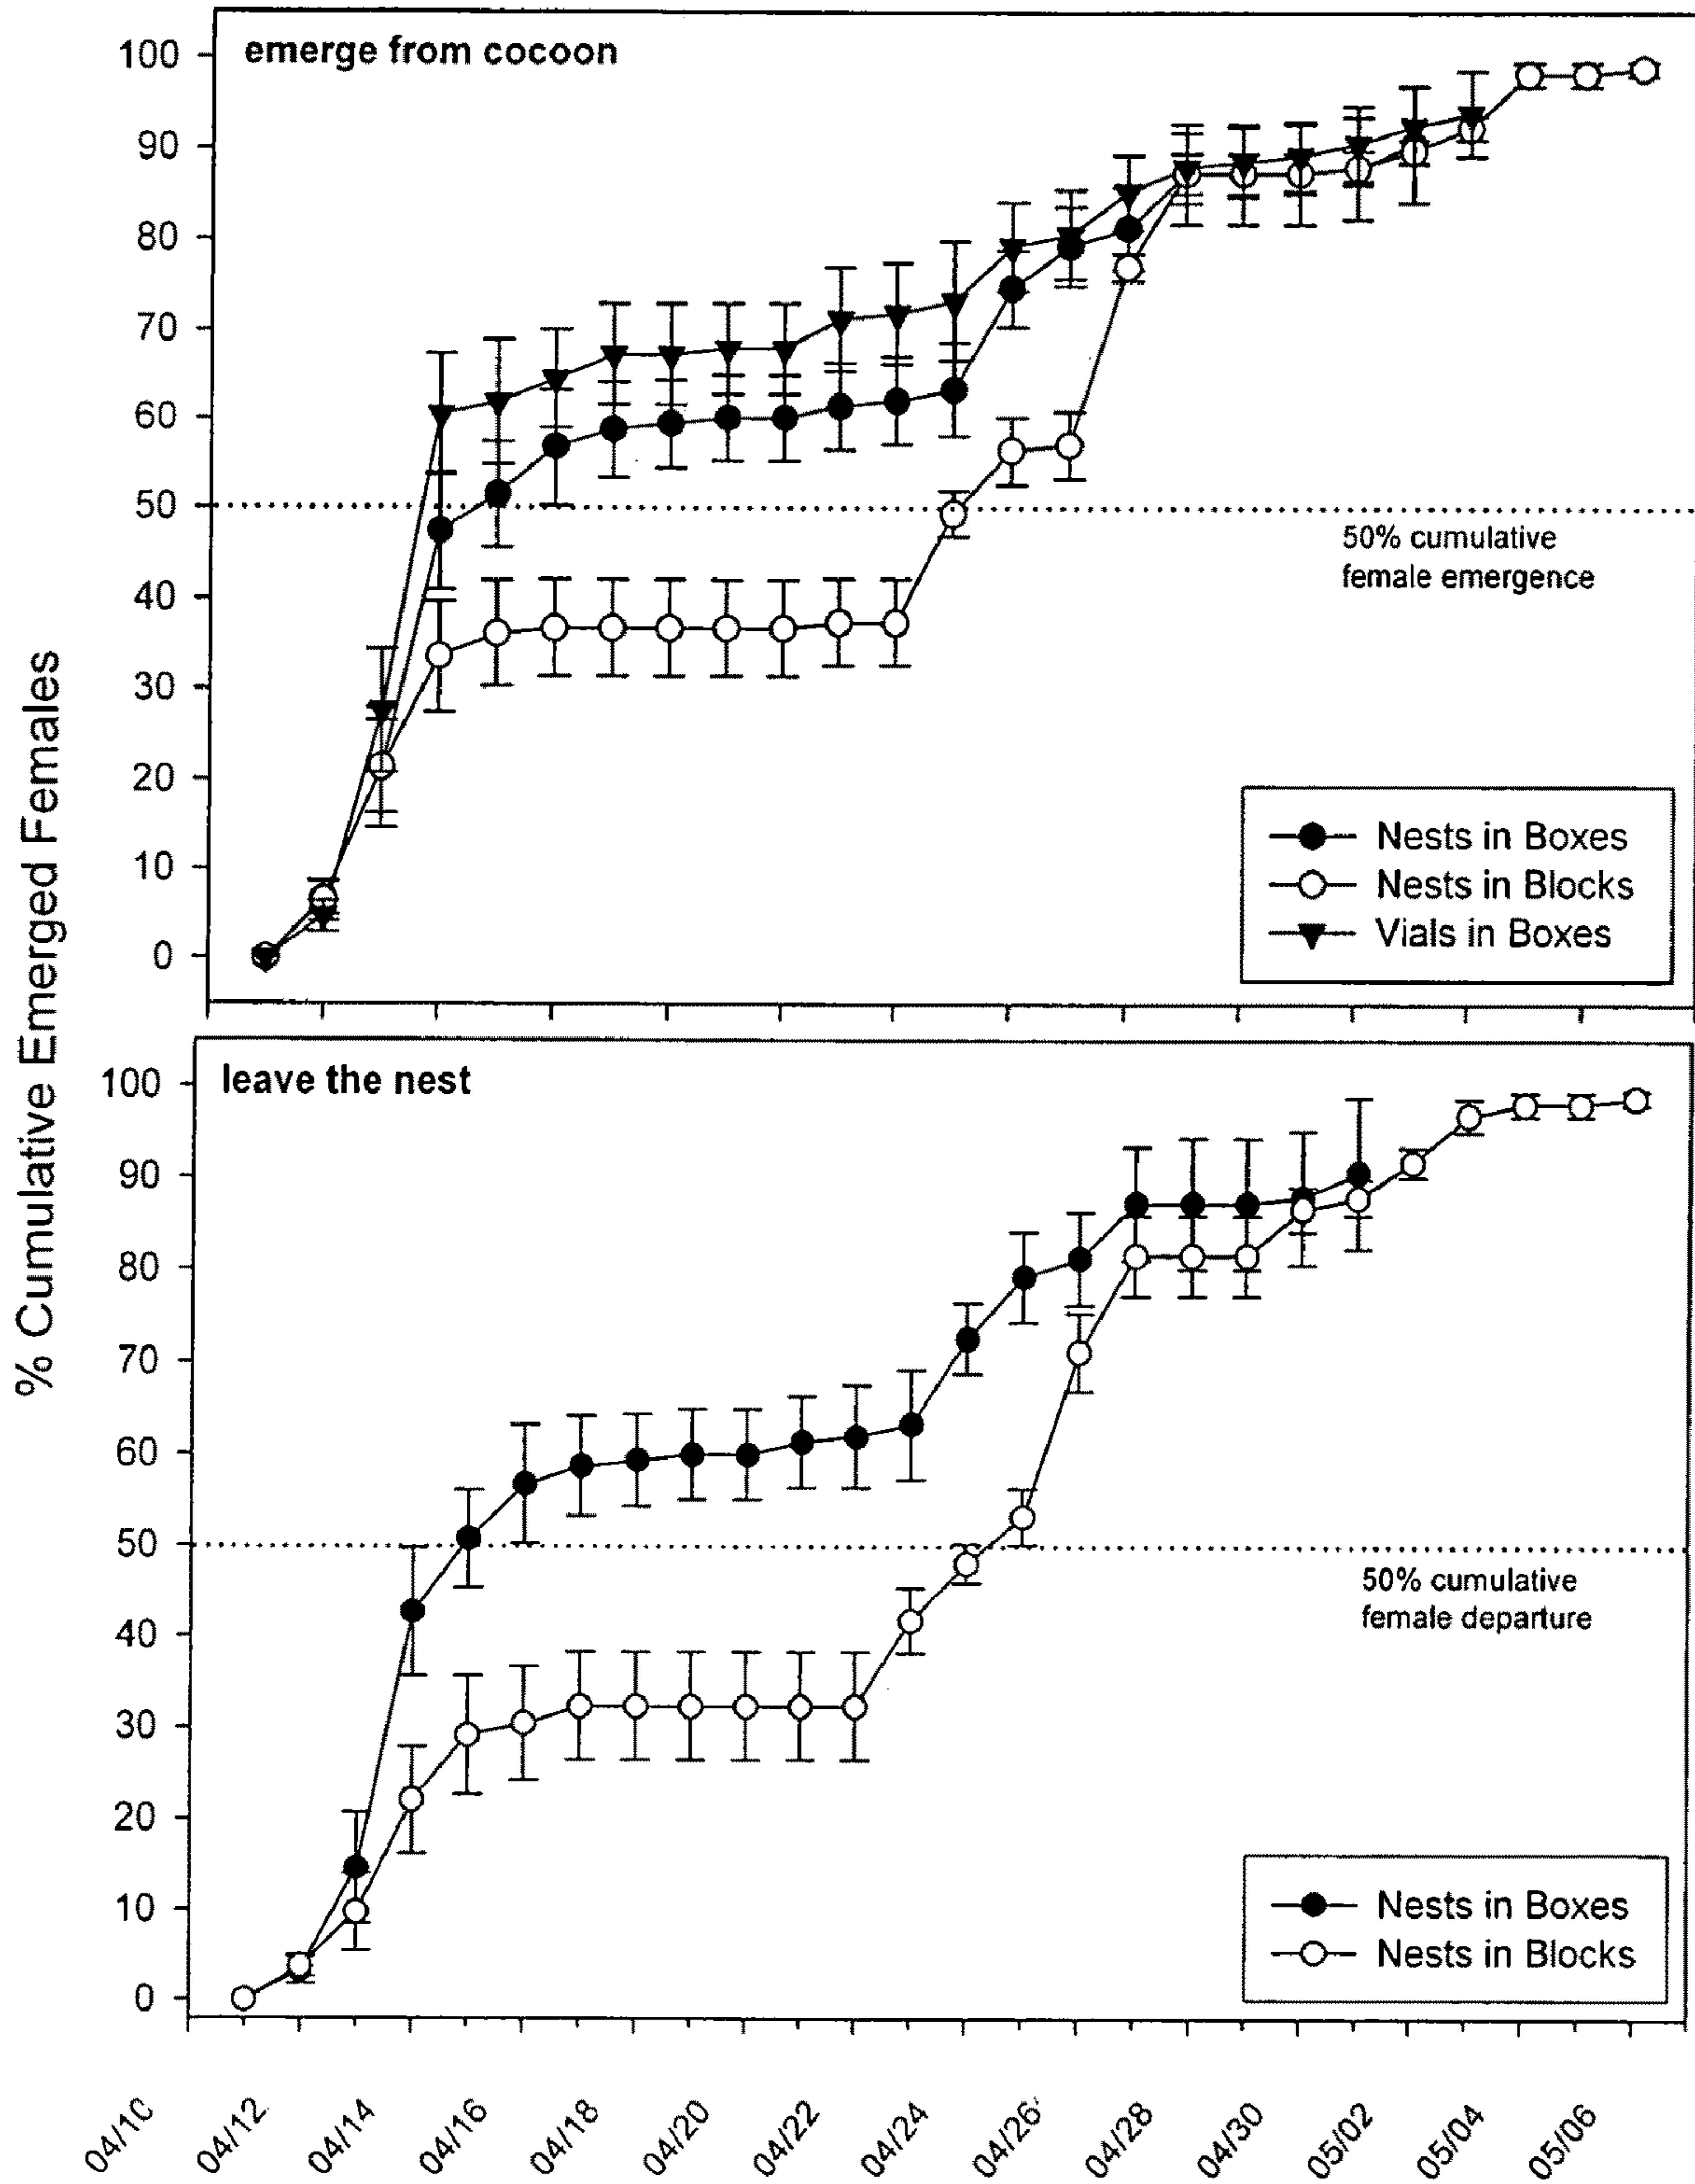 % Cumulative Emerged Females
emerge from cocoon
100
90
80
70
60
50
40
30
20
10
0
50% cumulative
female emergence
Nests in Boxes
Nests in Blocks
Vials in Boxes
leave the nest
100
90
80
70
60
50
40
30
20
10
0
50% cumulative
female departure
Nests in Boxes
Nests in Blocks
04/10 04/12 04/14 04/16 04/18 04/20 04/22 04/24 04/26 04/28 04/30 05/02 05/04 05/06